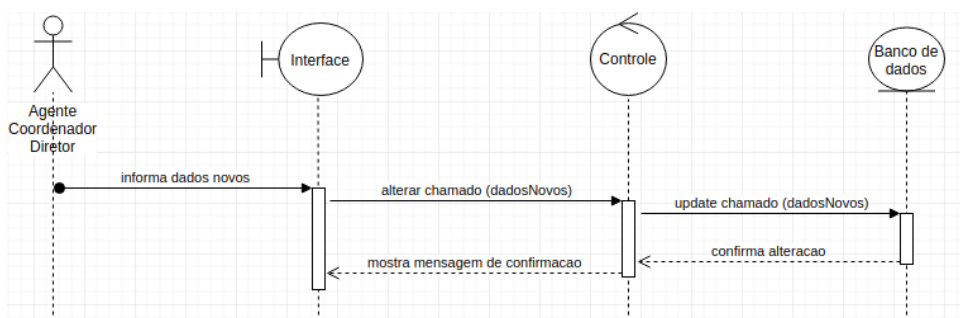 Interface
Controle
Banco de
dados
Agente
Coordenador
Diretor
informa dados novos
alterar chamado (dadosNovos)
update chamado (dadosNovos)
confirma alteracao
mostra mensagem de confirmacao